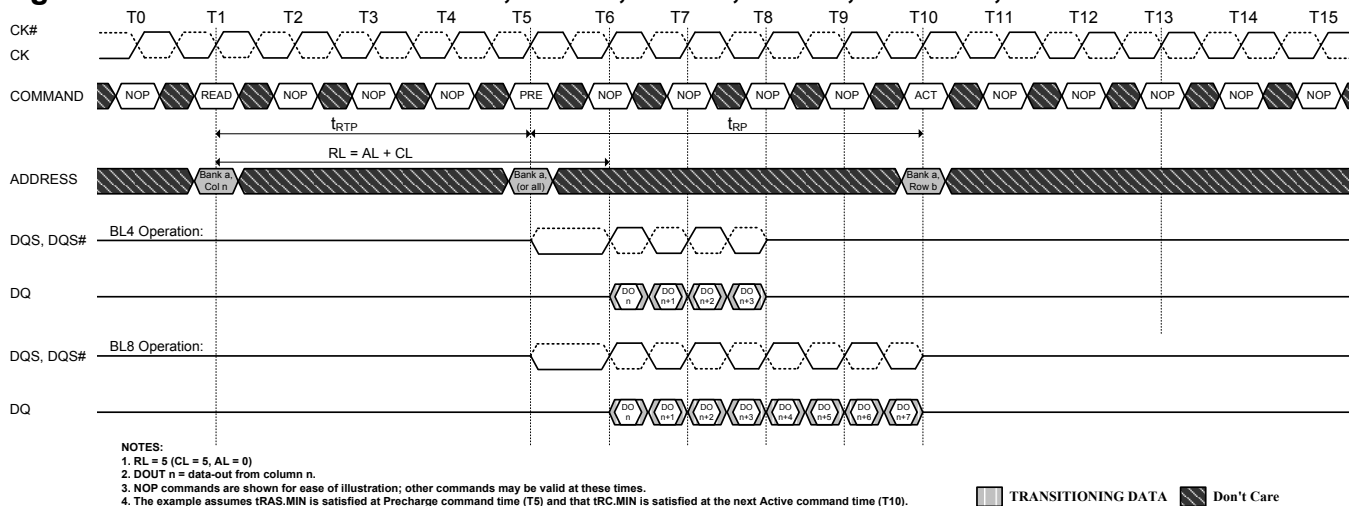 T0 T1 T2 T3 T4 T5 T6 T7 T8 T9 T10 T11 T12 T13 T14 T15
CK#
CK
COMMAND NOP READ NOP NOP NOP PRE NOP NOP NOP NOP ACT NOP NOP NOP NOP NOP
tRTP tRP
RL = AL + CL
ADDRESS Bank a, Col n Bank a, (or all) Bank a, Row b
BL4 Operation:
DQS, DQS#
DQ DO n DO n+1 DO n+2 DO n+3
BL8 Operation:
DQS, DQS#
DQ DO n DO n+1 DO n+2 DO n+3 DO n+4 DO n+5 DO n+6 DO n+7
NOTES:
1. RL = 5 (CL = 5, AL = 0)
2. DOUT n = data-out from column n.
3. NOP commands are shown for ease of illustration; other commands may be valid at these times.
4. The example assumes tRAS.MIN is satisfied at Precharge command time (T5) and that tRC.MIN is satisfied at the next Active command time (T10).
TRANSITIONING DATA Don't Care